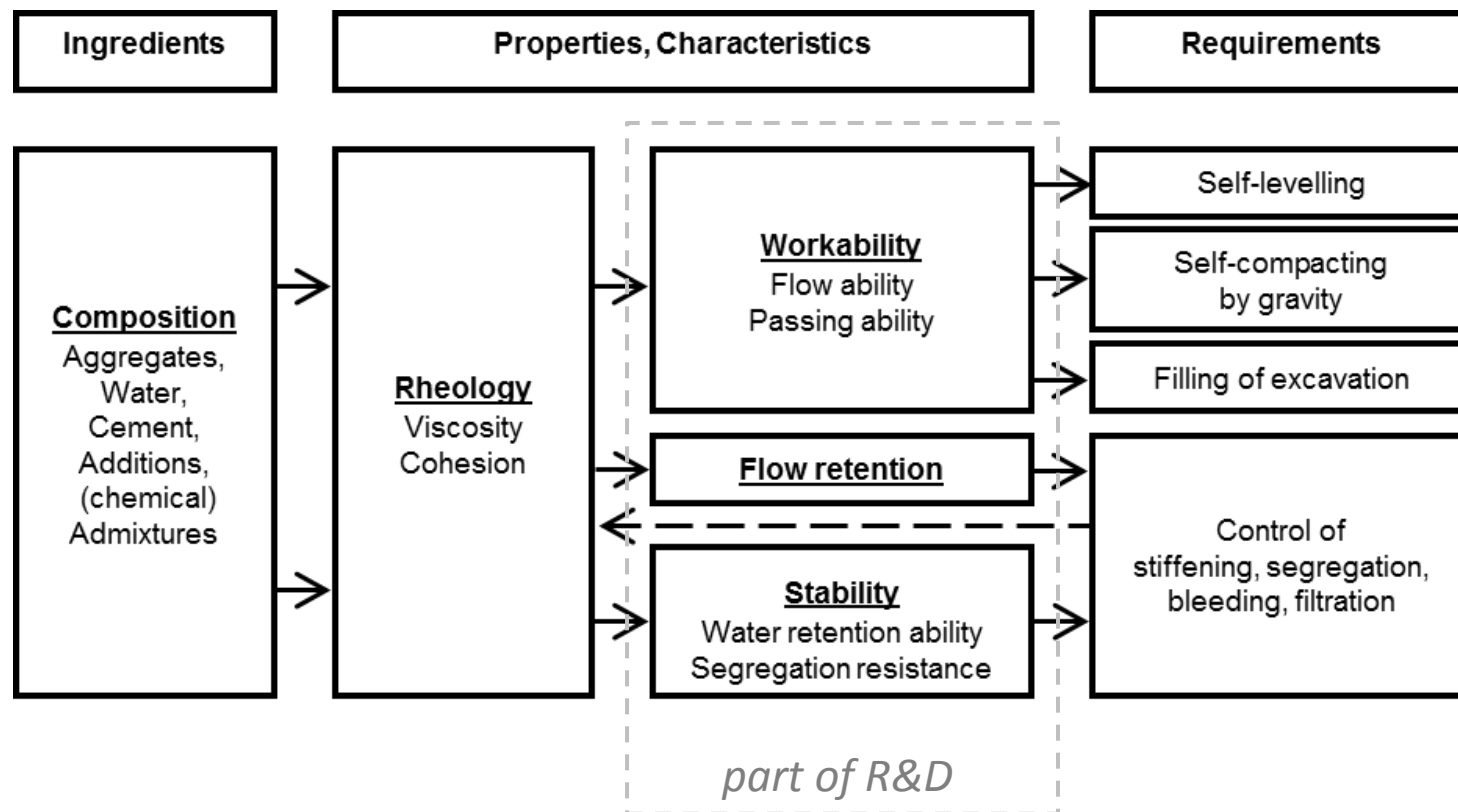 Ingredients
Properties, Characteristics
Requirements
Composition
Aggregates,
Water,
Cement,
Additions,
(chemical)
Admixtures
Rheology
Viscosity
Cohesion
Workability
Flow ability
Passing ability
Flow retention
Stability
Water retention ability
Segregation resistance
Self-levelling
Self-compacting
by gravity
Filling of excavation
Control of
stiffening, segregation,
bleeding, filtration
part of R&D